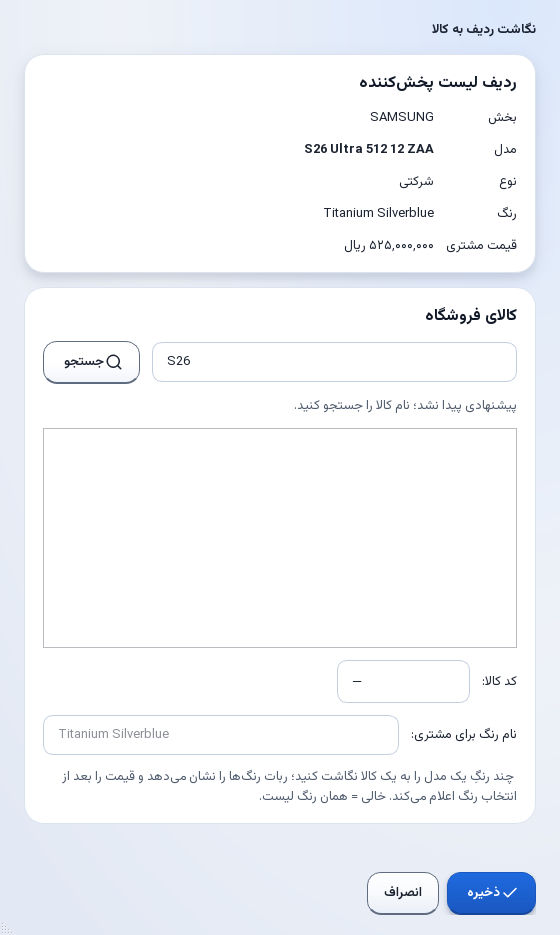 نگاشت ردیف به کالا
ردیف لیست پخش‌کننده
بخش SAMSUNG
مدل S26 Ultra 512 12 ZAA
نوع شرکتی
رنگ Titanium Silverblue
قیمت مشتری ۵۲۵,۰۰۰,۰۰۰ ریال
کالای فروشگاه
S26 جستجو
پیشنهادی پیدا نشد؛ نام کالا را جستجو کنید.
کد کالا: —
نام رنگ برای مشتری: Titanium Silverblue
چند رنگِ یک مدل را به یک کالا نگاشت کنید؛ ربات رنگ‌ها را نشان می‌دهد و قیمت را بعد از
انتخاب رنگ اعلام می‌کند. خالی = همان رنگ لیست.
ذخیره انصراف